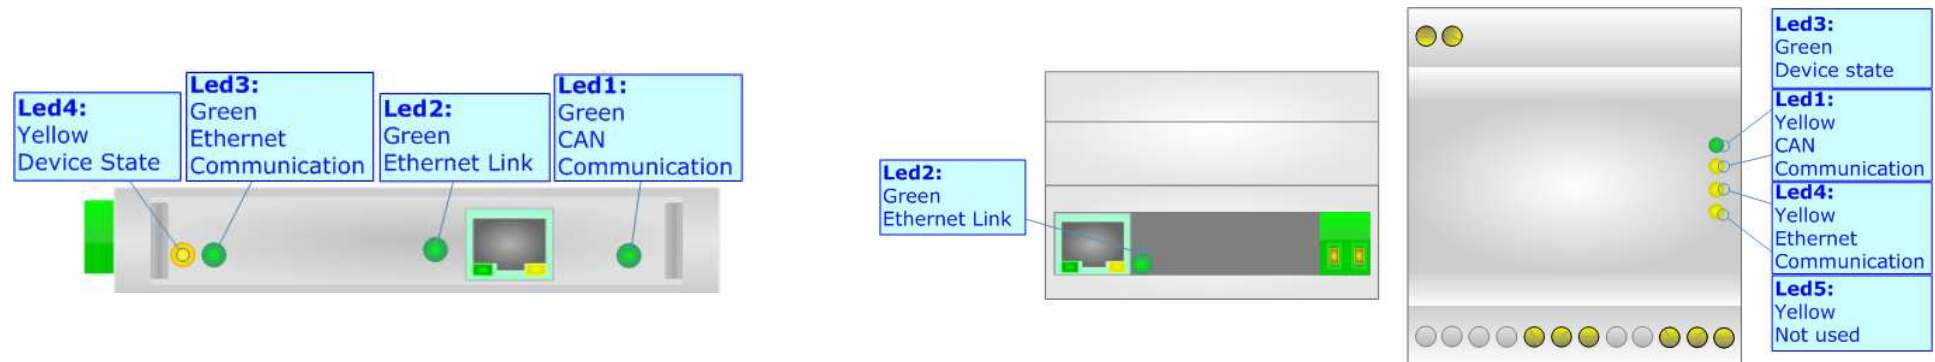 Led4:
Yellow
Device State
Led3:
Green
Ethernet
Communication
Led2:
Green
Ethernet Link
Led1:
Green
CAN
Communication
Led2:
Green
Ethernet Link
Led3:
Green
Device state
Led1:
Yellow
CAN
Communication
Led4:
Yellow
Ethernet
Communication
Led5:
Yellow
Not used